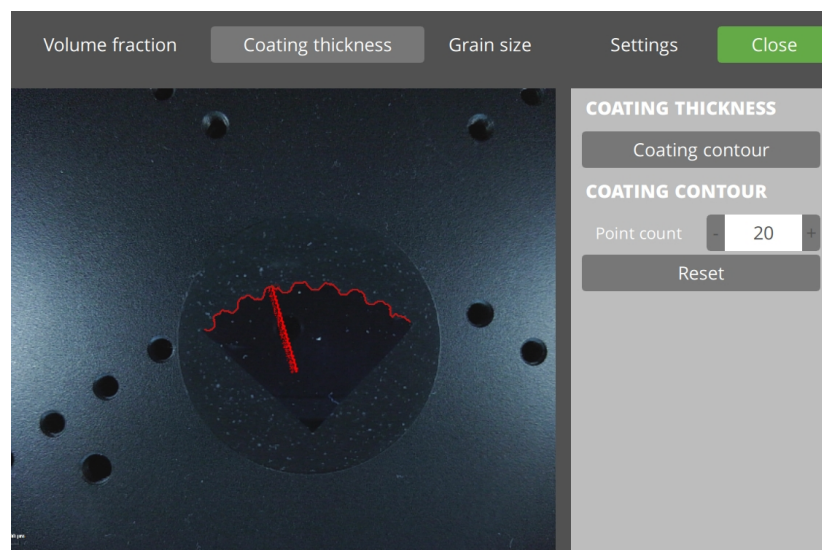 Volume fraction
Coating thickness
Grain size
Settings
Close
COATING THICKNESS
Coating contour
COATING CONTOUR
Point count
-
20
+
Reset